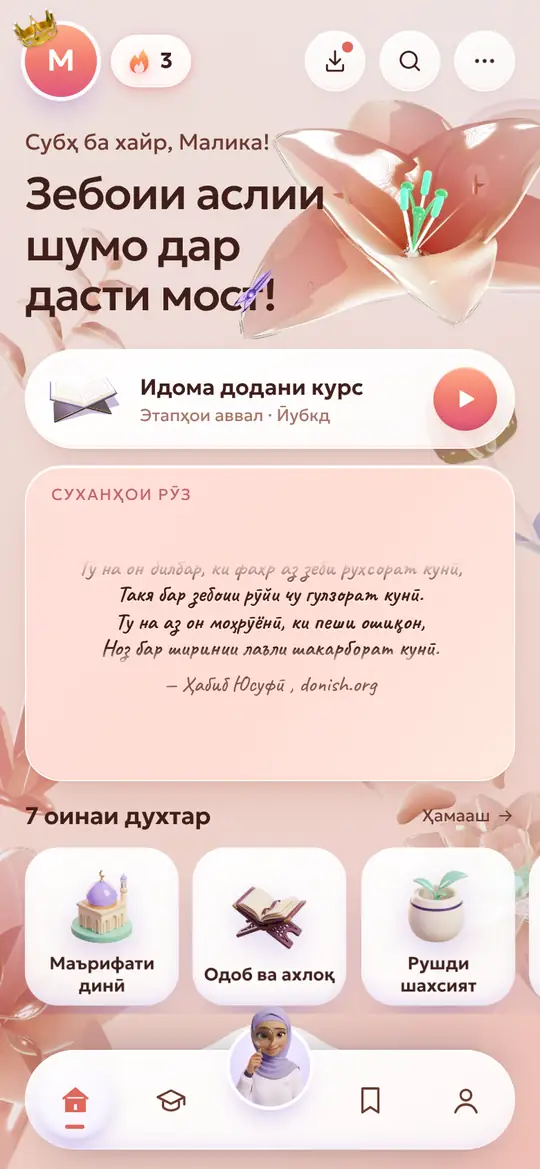 M
3
Субҳ ба хайр, Малика!
Зебоии аслии
шумо дар
дасти мост!
Идома додани курс
Этапҳои аввал · Ӣубкд
СУХАНҲОИ РӮЗ
Ту на он дилбар, ки фахр аз зеби рухсорат кунӣ,
Такя бар зебоии рӯйи чу гулзорат кунӣ.
Ту на аз он моҳрӯёнӣ, ки пеши ошиқон,
Ноз бар ширинии лаъли шакарборат кунӣ.
— Ҳабиб Юсуфӣ , donish.org
7 оинаи духтар
Ҳамааш →
Маърифати
динӣ
Одоб ва ахлоқ
Рушди
шахсият